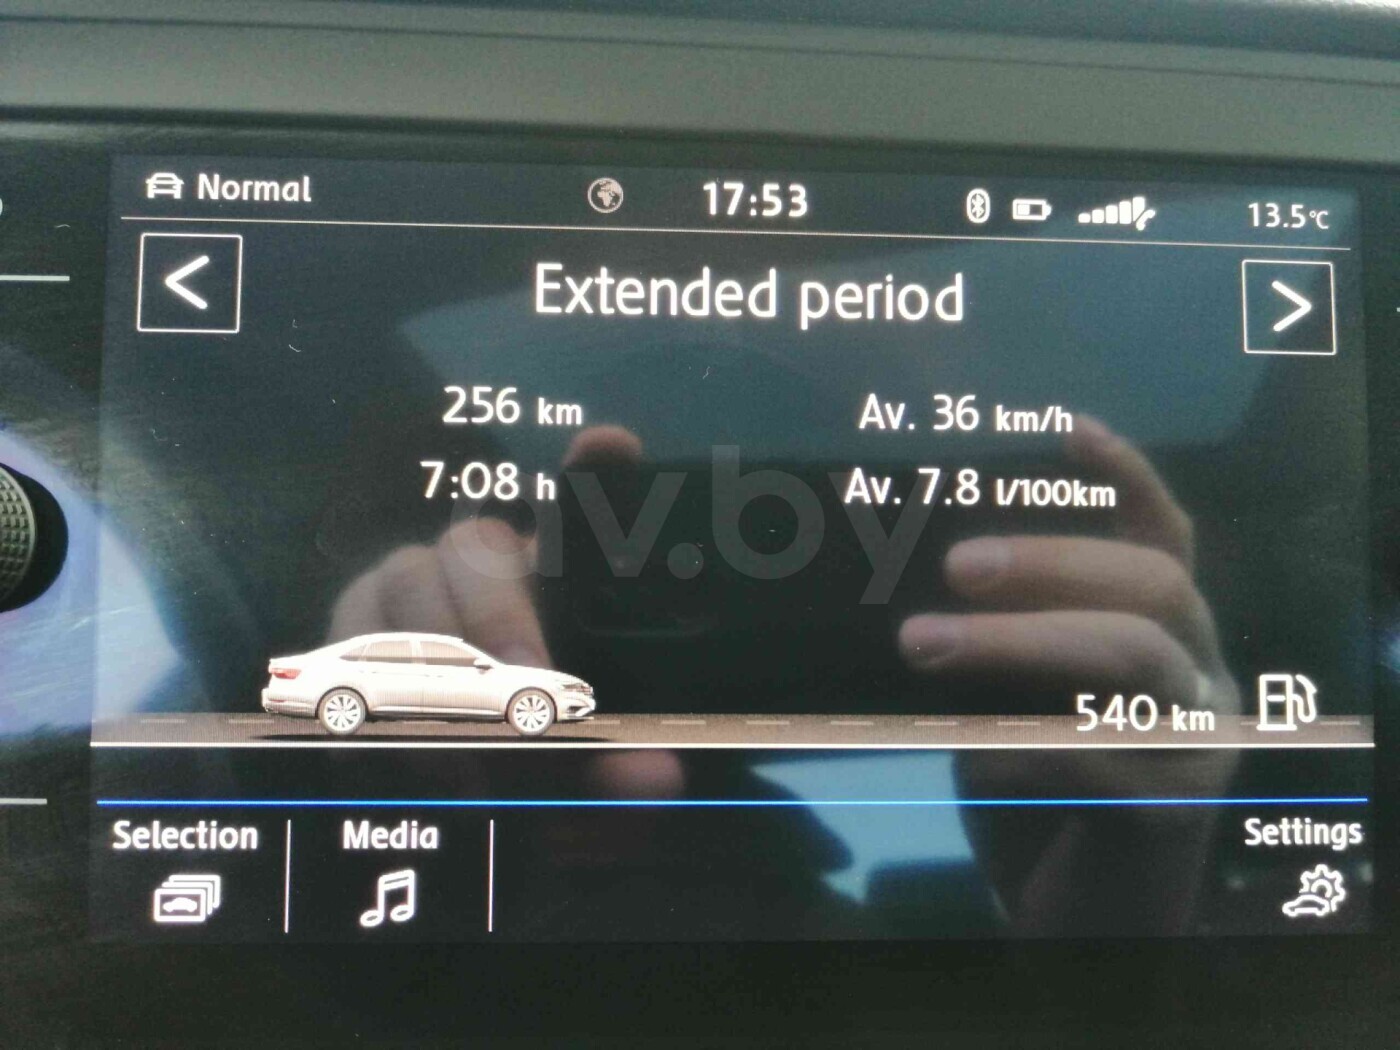 Normal 17:53 13.5°C
< Extended period >
256 km Av. 36 km/h
7:08 h Av. 7.8 l/100km
av.by
540 km
Selection Media Settings